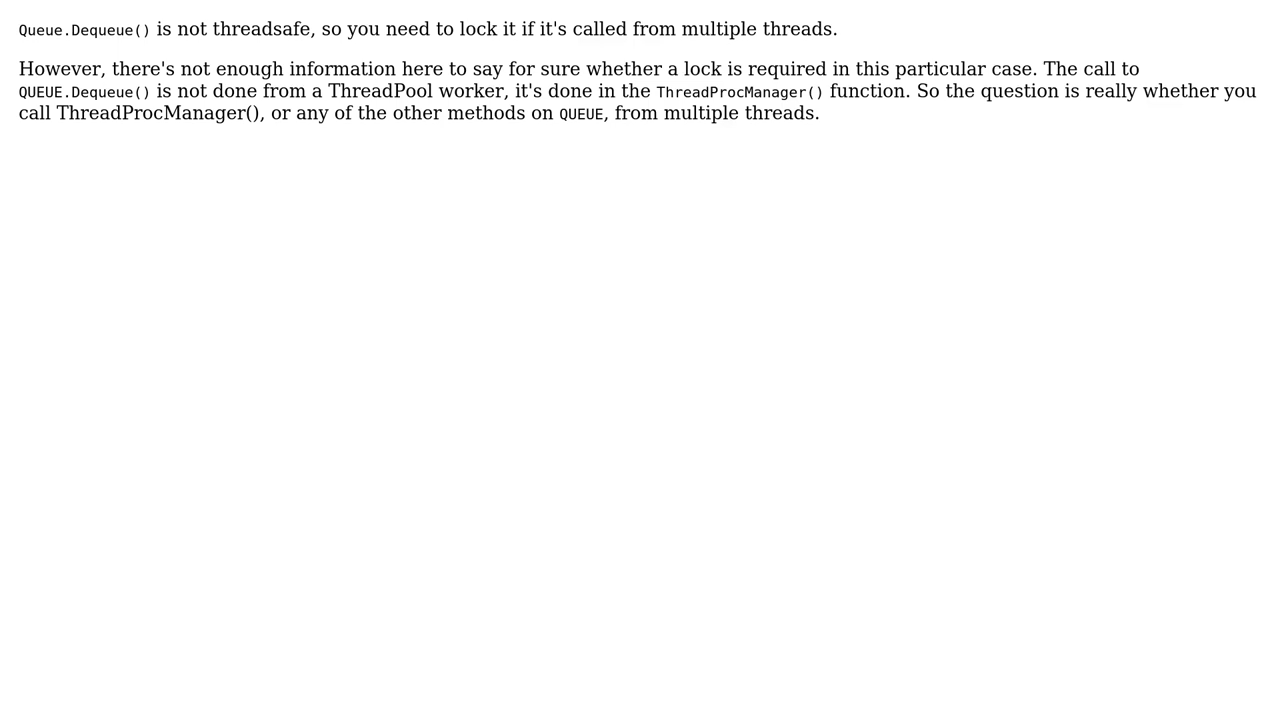 Queue.Dequeue() is not threadsafe, so you need to lock it if it's called from multiple threads.
However, there's not enough information here to say for sure whether a lock is required in this particular case. The call to
QUEUE.Dequeue() is not done from a ThreadPool worker, it's done in the ThreadProcManager() function. So the question is really whether you
call ThreadProcManager(), or any of the other methods on QUEUE, from multiple threads.